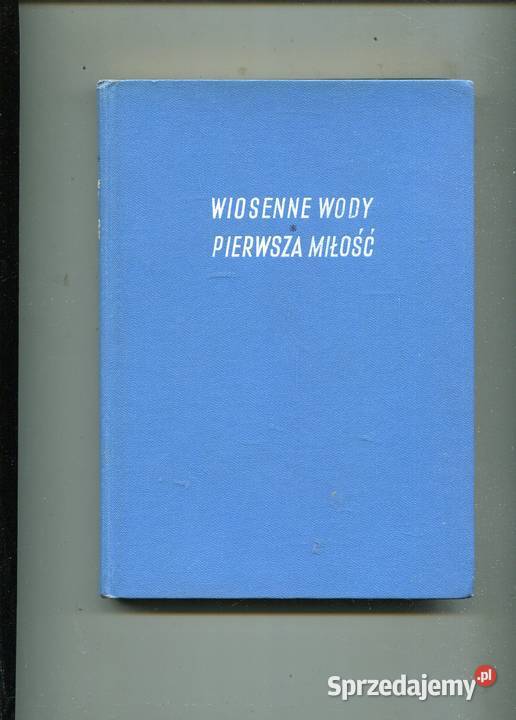 WIOSENNE WODY
*
PIERWSZA MIŁOŚĆ
Sprzedajemy.pl